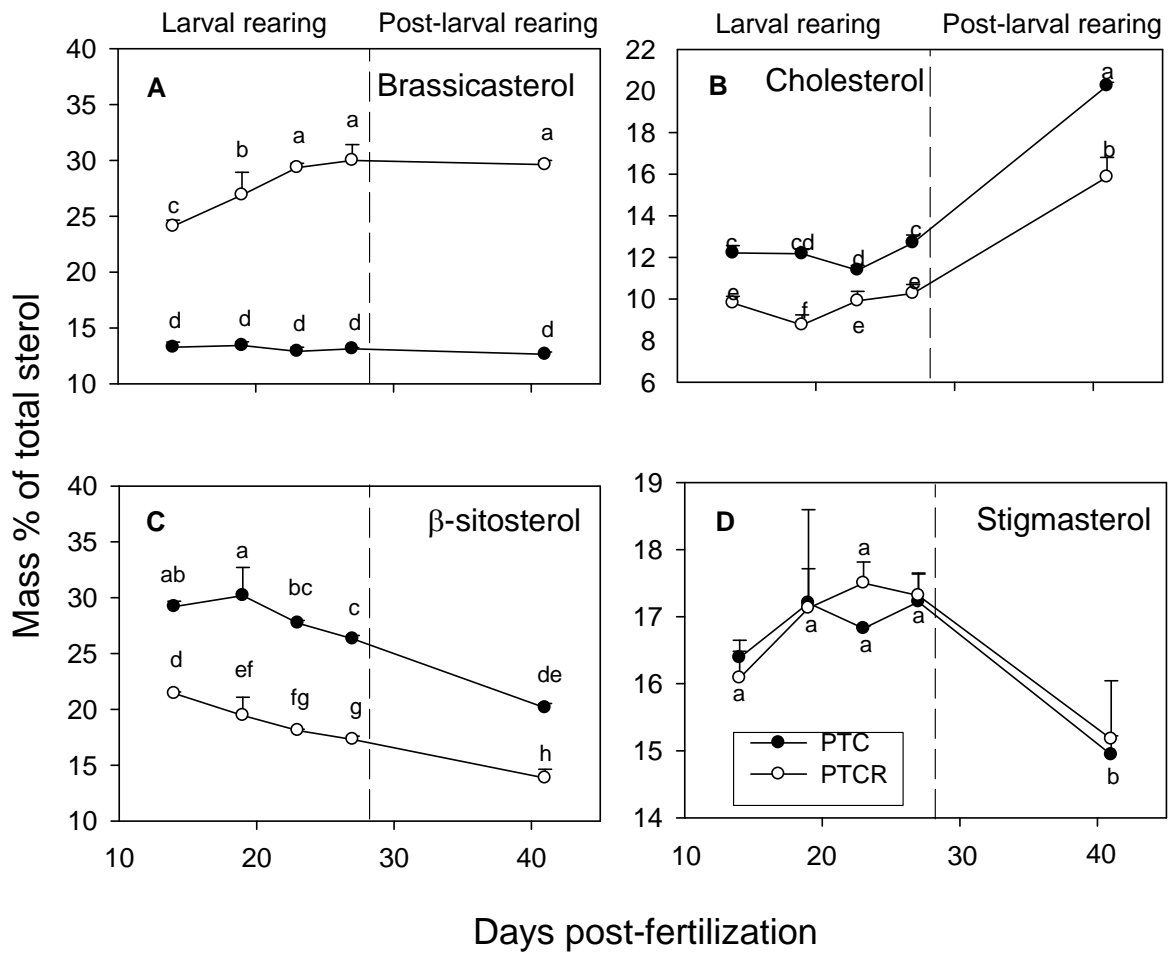 Larval rearing Post-larval rearing
Larval rearing Post-larval rearing
Mass % of total sterol
40
35
30
25
20
15
10
A
Brassicasterol
c
b
a
a
a
d
d
d
d
d
22
20
18
16
14
12
10
8
6
B
Cholesterol
c
cd
d
c
a
e
f
e
e
b
40
35
30
25
20
15
10
C
β-sitosterol
ab
a
bc
c
de
d
ef
fg
g
h
10 20 30 40
19
18
17
16
15
14
D
Stigmasterol
a
a
a
a
a
b
PTC
PTCR
10 20 30 40
Days post-fertilization